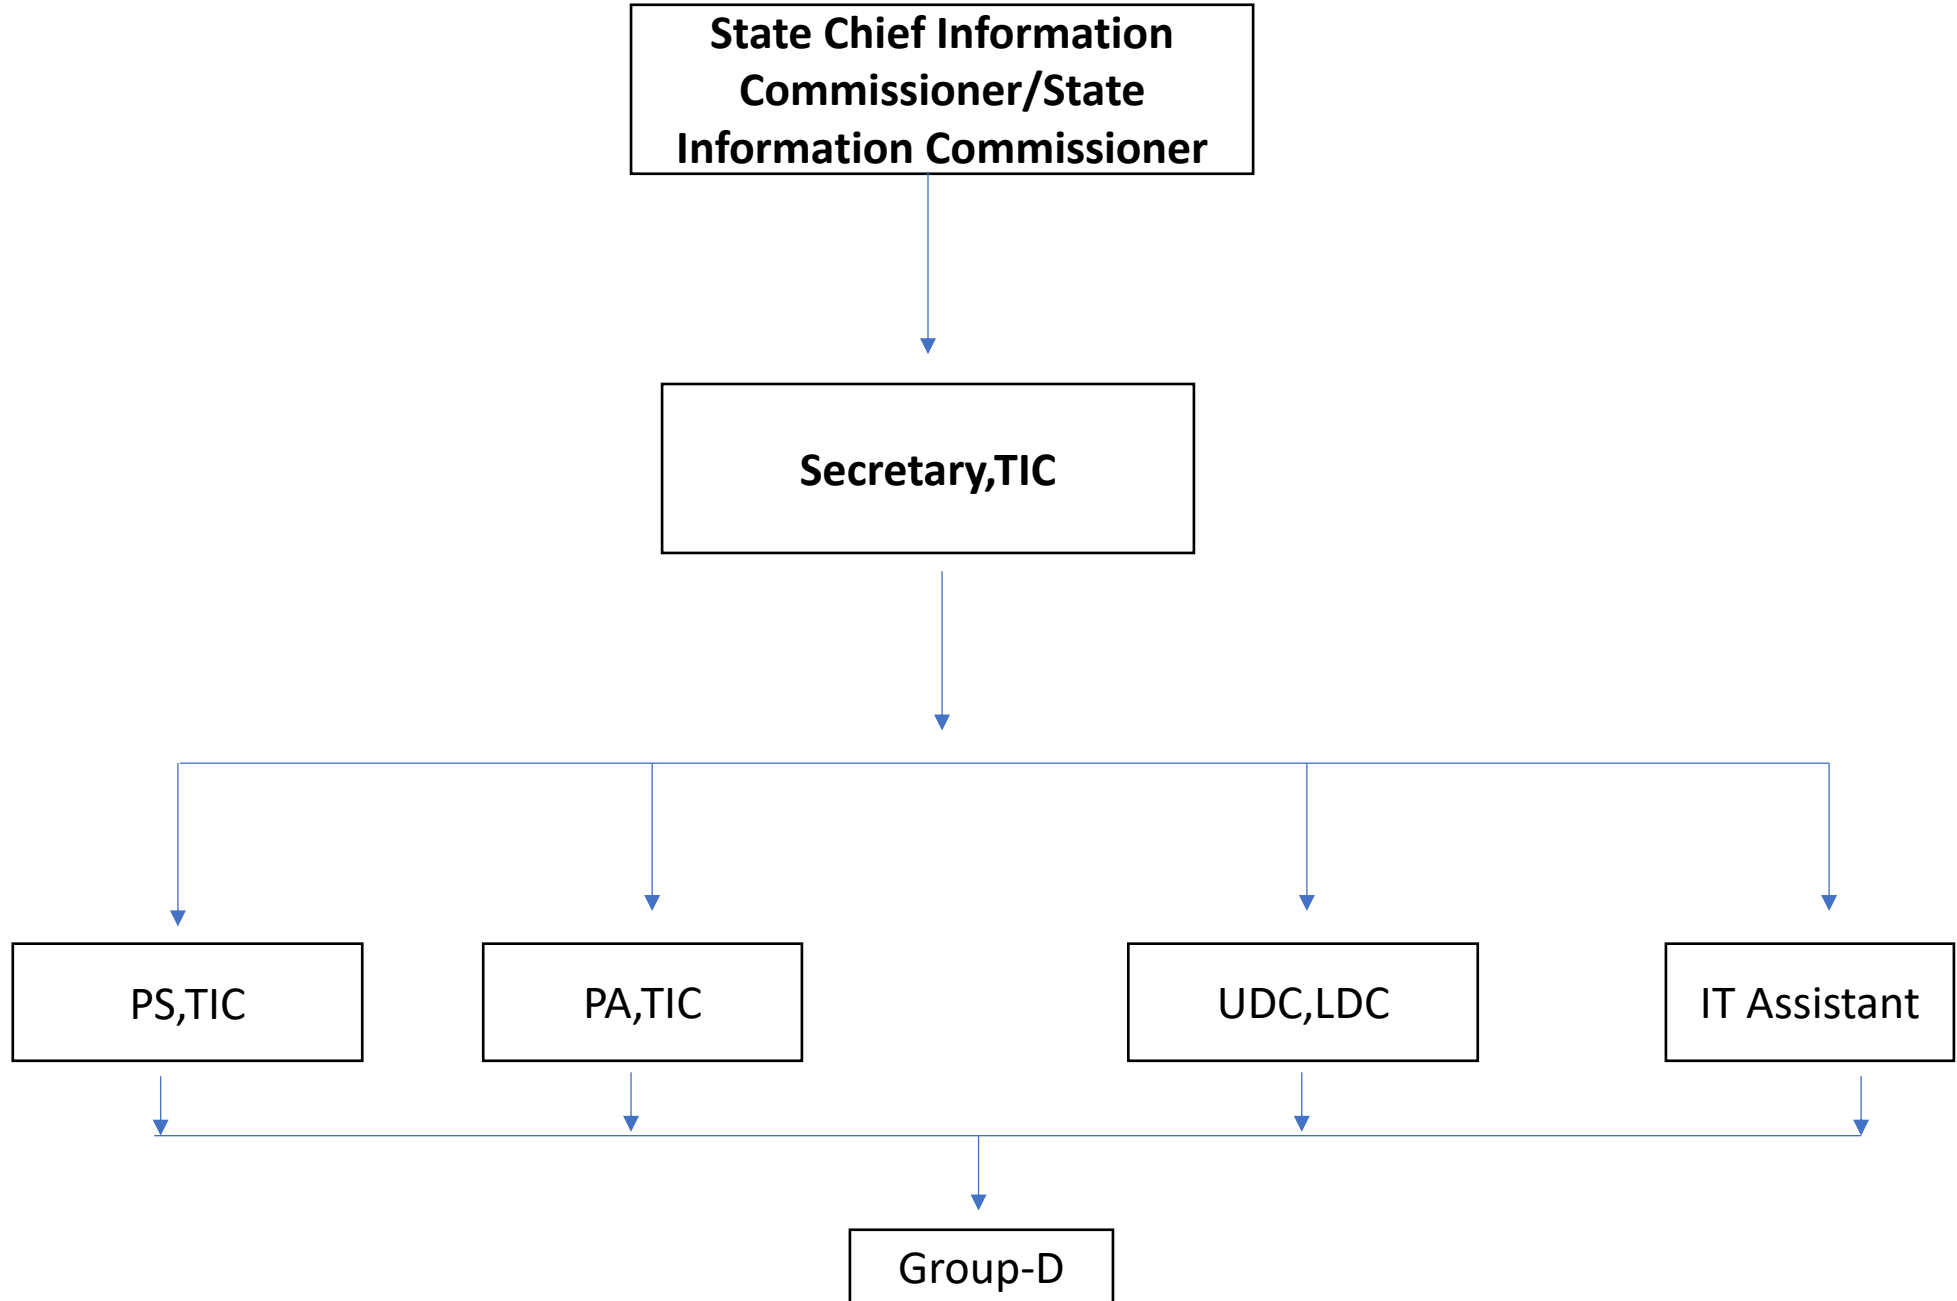 State Chief Information
Commissioner/State
Information Commissioner
Secretary,TIC
PS,TIC
PA,TIC
UDC,LDC
IT Assistant
Group-D